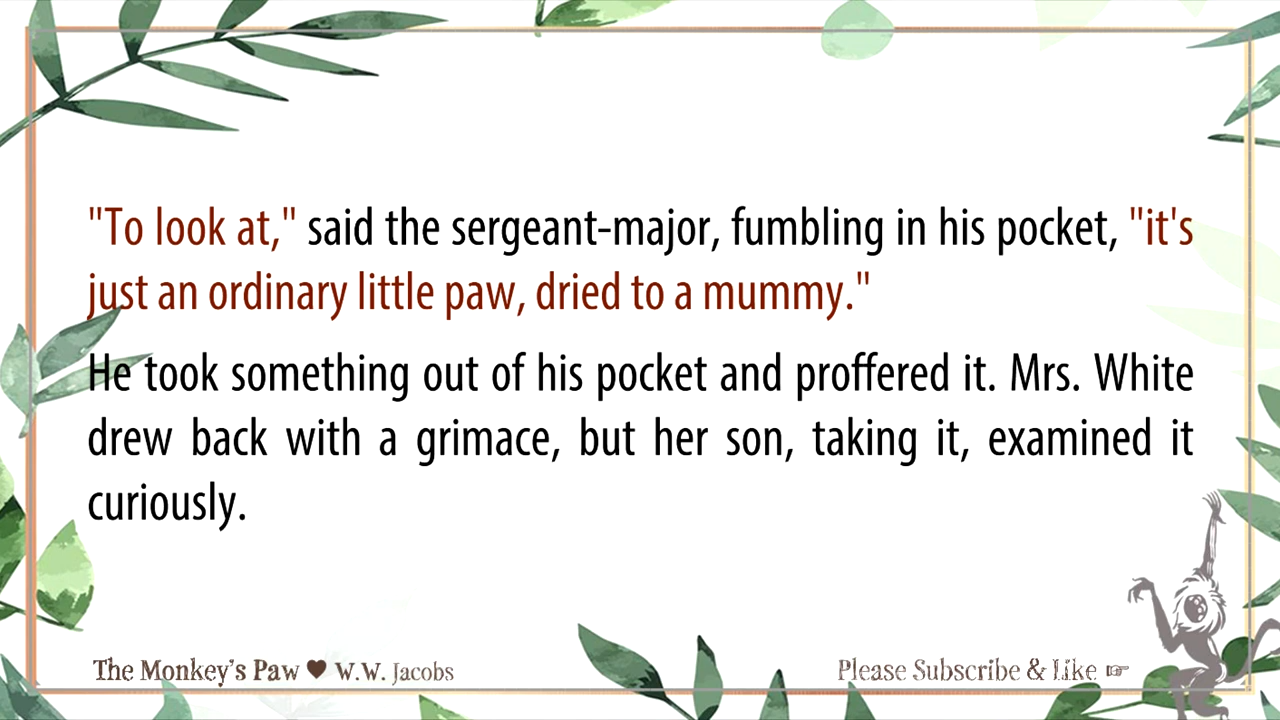 "To look at," said the sergeant-major, fumbling in his pocket, "it's
just an ordinary little paw, dried to a mummy."
He took something out of his pocket and proffered it. Mrs. White
drew back with a grimace, but her son, taking it, examined it
curiously.
The Monkey's Paw ♥ W.W. Jacobs
Please Subscribe & Like ☞